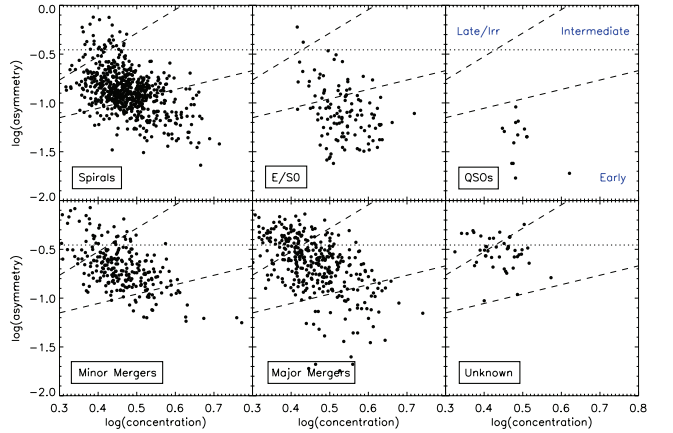 0.0
-0.5
-1.0
-1.5
-2.0
log(asymmetry)
Spirals
E/S0
Late/Irr
Intermediate
QSOs
Early
-0.5
-1.0
-1.5
-2.0
log(asymmetry)
Minor Mergers
Major Mergers
Unknown
0.3 0.4 0.5 0.6 0.7 0.3 0.4 0.5 0.6 0.7 0.3 0.4 0.5 0.6 0.7 0.8
log(concentration) log(concentration) log(concentration)